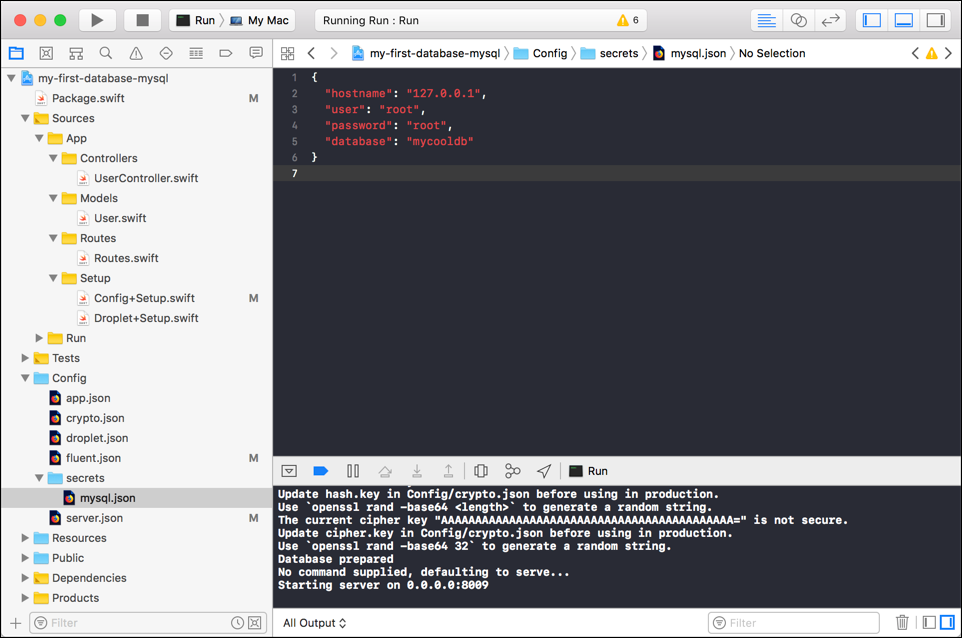 Run 〉 My Mac
Running Run : Run
6
my-first-database-mysql 〉 Config 〉 secrets 〉 mysql.json 〉 No Selection
my-first-database-mysql
Package.swift M
Sources
App
Controllers
UserController.swift
Models
User.swift
Routes
Routes.swift
Setup
Config+Setup.swift M
Droplet+Setup.swift
Run
Tests
Config
app.json
crypto.json
droplet.json
fluent.json M
secrets
mysql.json
server.json M
Resources
Public
Dependencies
Products
Filter
1 {
2 "hostname": "127.0.0.1",
3 "user": "root",
4 "password": "root",
5 "database": "mycooldb"
6 }
7
Run
Update hash.key in Config/crypto.json before using in production.
Use `openssl rand -base64 <length>` to generate a random string.
The current cipher key "AAAAAAAAAAAAAAAAAAAAAAAAAAAAAAAAAAAAAAAAAAA=" is not secure.
Update cipher.key in Config/crypto.json before using in production.
Use `openssl rand -base64 32` to generate a random string.
Database prepared
No command supplied, defaulting to serve...
Starting server on 0.0.0.0:8009
All Output
Filter